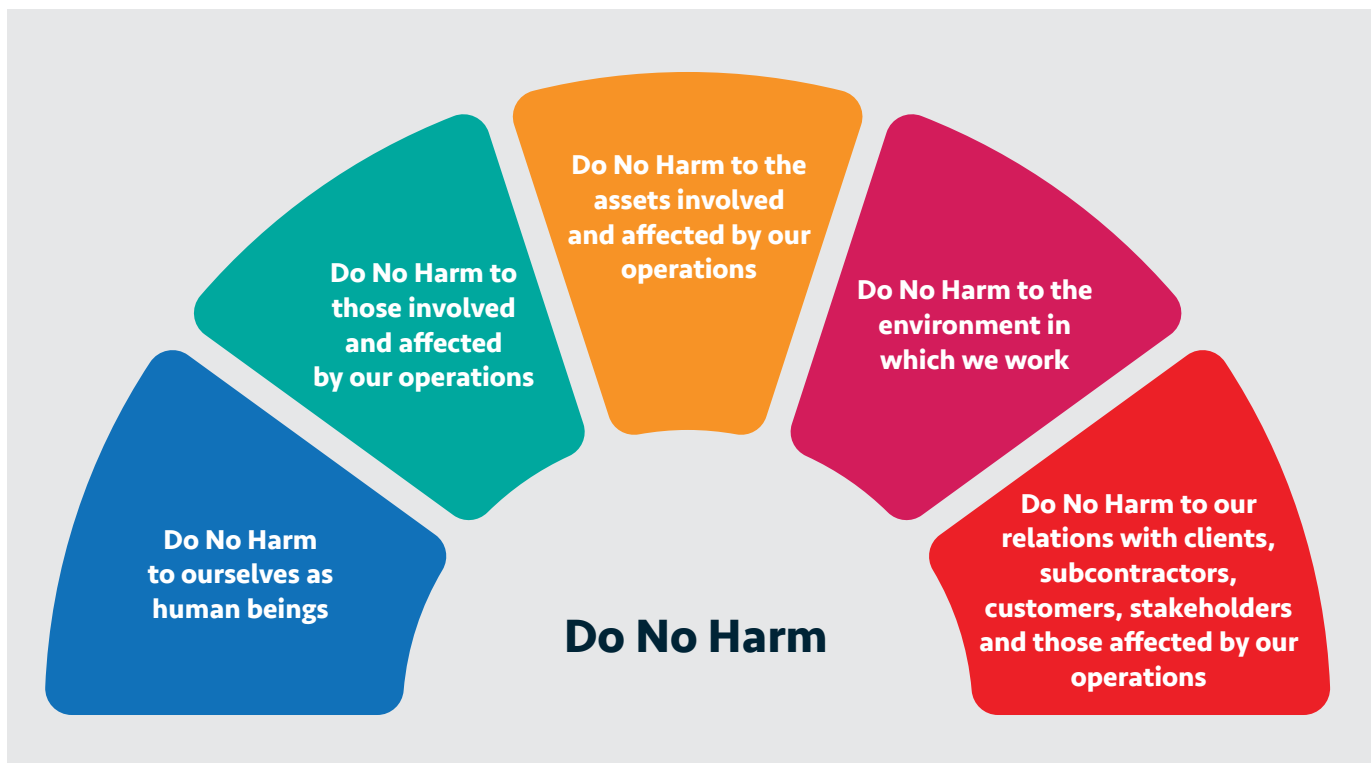 Do No Harm
to ourselves as
human beings
Do No Harm to
those involved
and affected
by our operations
Do No Harm to the
assets involved
and affected by our
operations
Do No Harm to the
environment in
which we work
Do No Harm to our
relations with clients,
subcontractors,
customers, stakeholders
and those affected by our
operations
Do No Harm